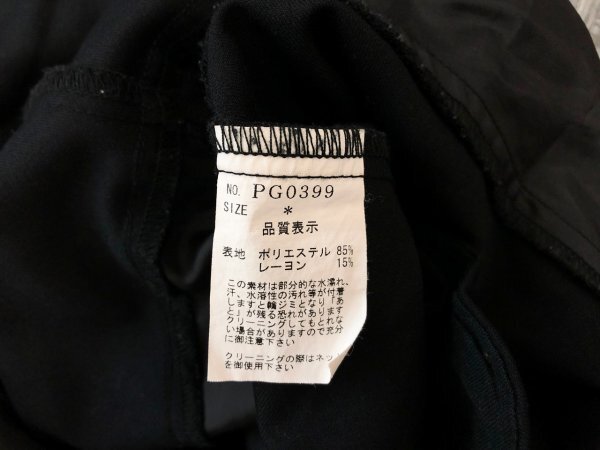 NO. PG0399
SIZE *
品質表示
表地 ポリエステル 85%
レーヨン 15%
この素材は部分的な水濡れ、
汗、水溶性の汚れ等が付着
しますと輪ジミとなり「あ
と」が残る恐れがあります
クリーニングしてもとれな
い場合がありますので充分
に御注意下さい
クリーニングの際はネッ
を御使用下さい